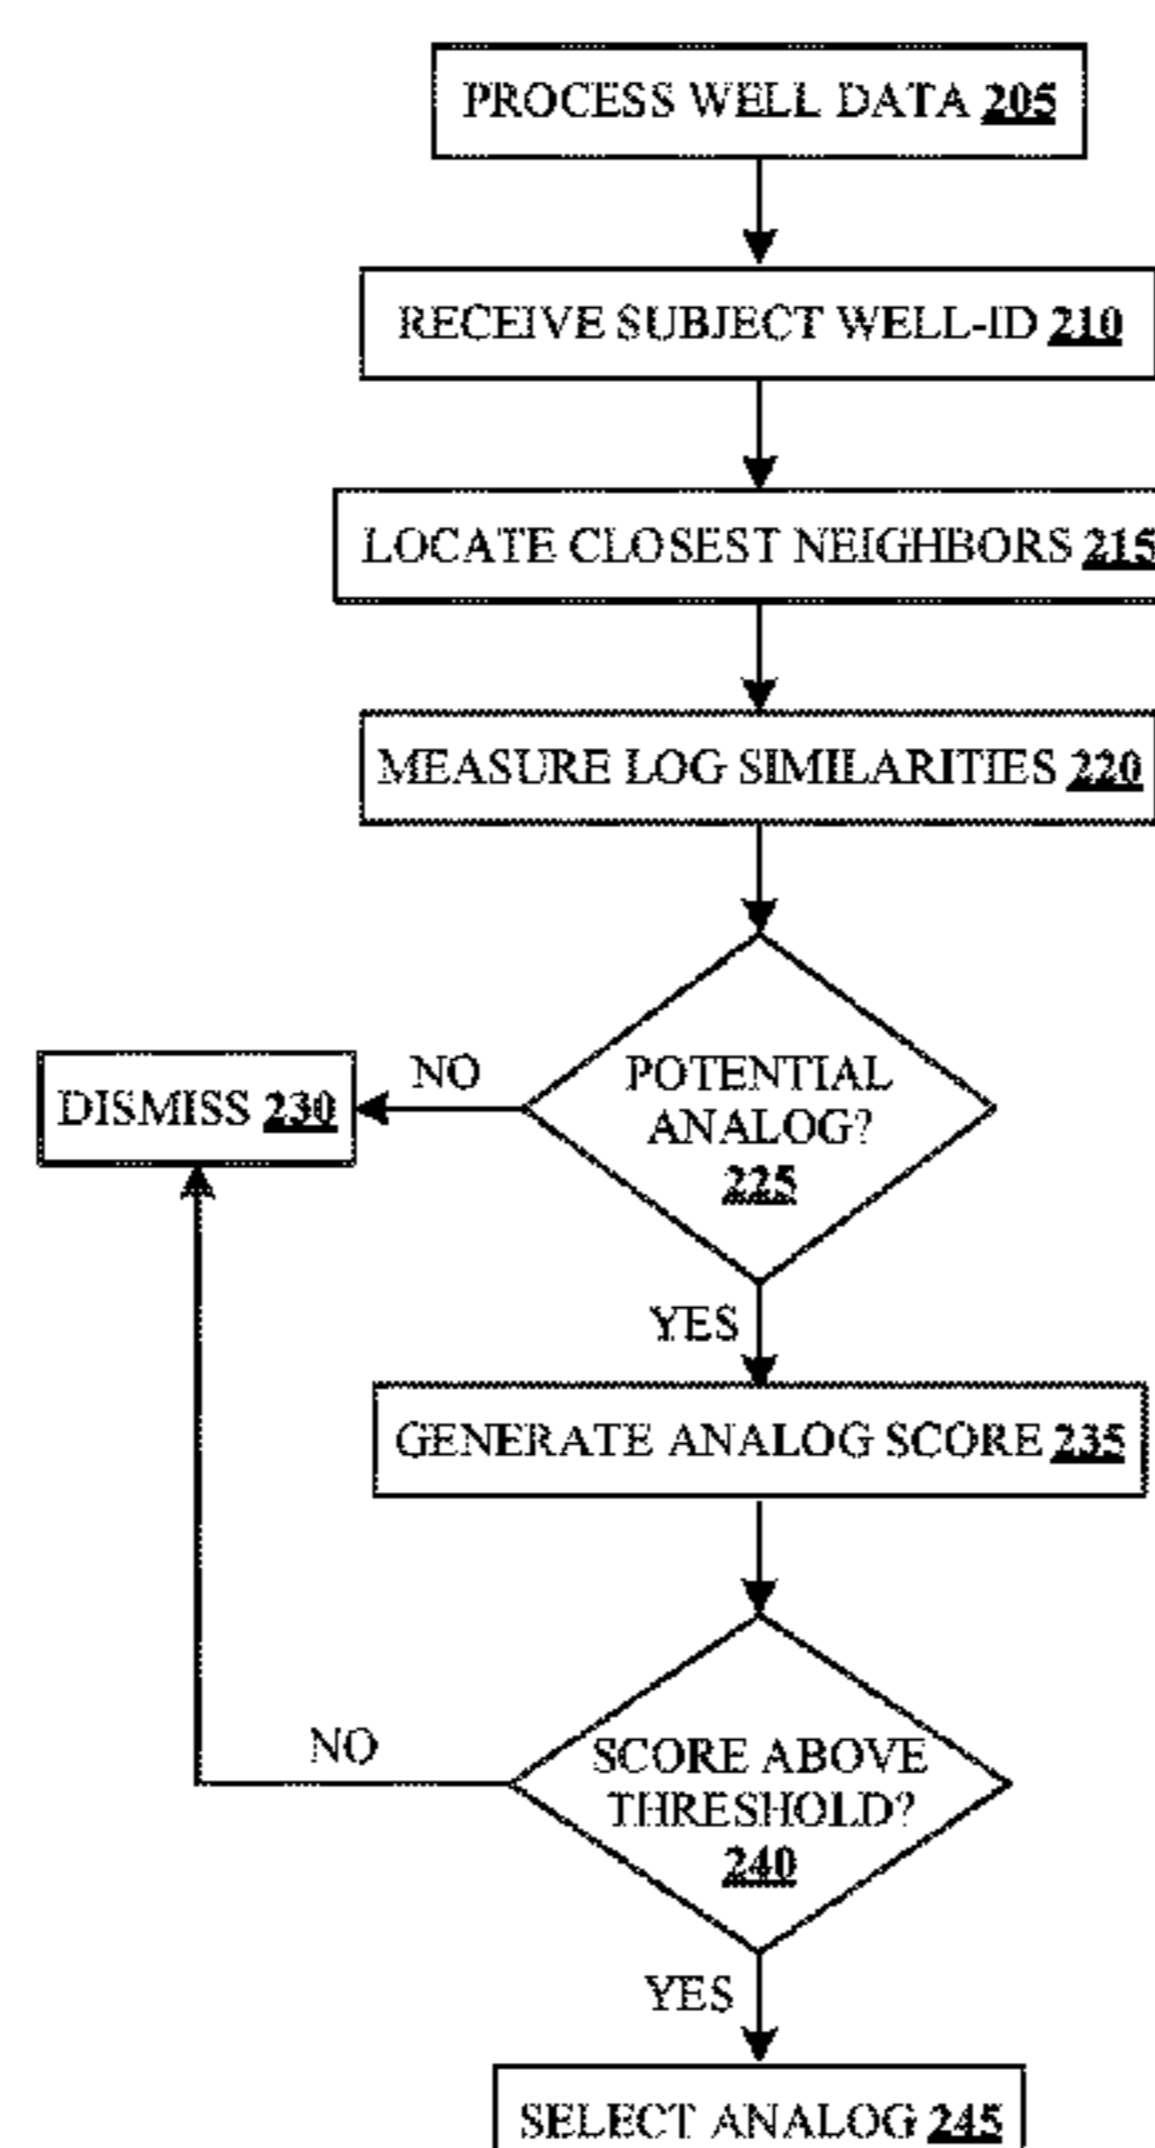 PROCESS WELL DATA 205
RECEIVE SUBJECT WELL-ID 210
LOCATE CLOSEST NEIGHBORS 215
MEASURE LOG SIMILARITIES 220
POTENTIAL
ANALOG?
225
NO
DISMISS 230
YES
GENERATE ANALOG SCORE 235
SCORE ABOVE
THRESHOLD?
240
NO
YES
SELECT ANALOG 245